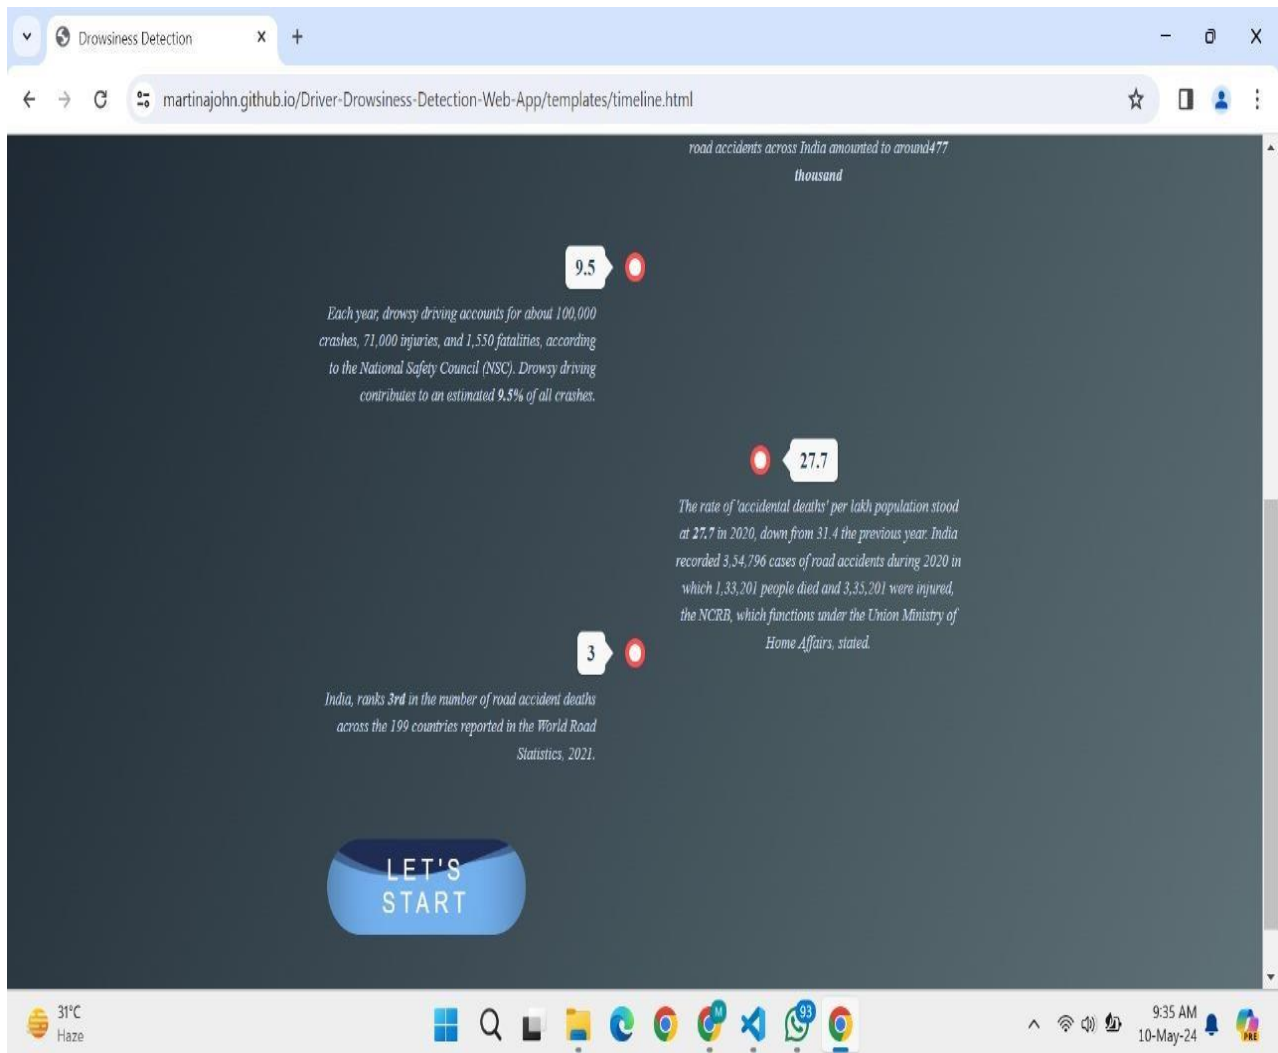 Drowsiness Detection
martinajohn.github.io/Driver-Drowsiness-Detection-Web-App/templates/timeline.html
road accidents across India amounted to around477
thousand
9.5
Each year, drowsy driving accounts for about 100,000
crashes, 71,000 injuries, and 1,550 fatalities, according
to the National Safety Council (NSC). Drowsy driving
contributes to an estimated 9.5% of all crashes.
27.7
The rate of 'accidental deaths' per lakh population stood
at 27.7 in 2020, down from 31.4 the previous year. India
recorded 3,54,796 cases of road accidents during 2020 in
which 1,33,201 people died and 3,35,201 were injured,
the NCRB, which functions under the Union Ministry of
Home Affairs, stated.
3
India, ranks 3rd in the number of road accident deaths
across the 199 countries reported in the World Road
Statistics, 2021.
LET'S
START
31°C
Haze
M
93
9:35 AM
10-May-24
PRE